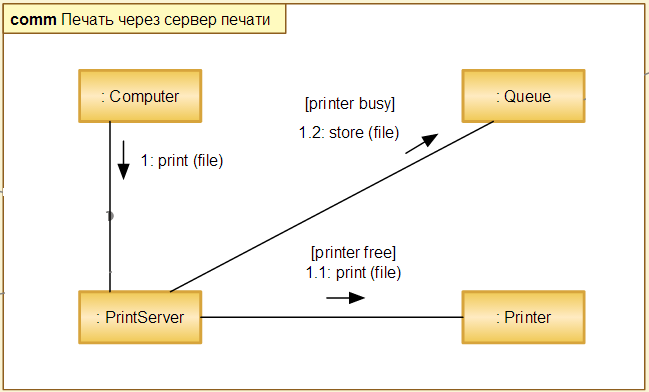 comm Печать через сервер печати
: Computer
: Queue
[printer busy]
1.2: store (file)
1: print (file)
[printer free]
1.1: print (file)
: PrintServer
: Printer